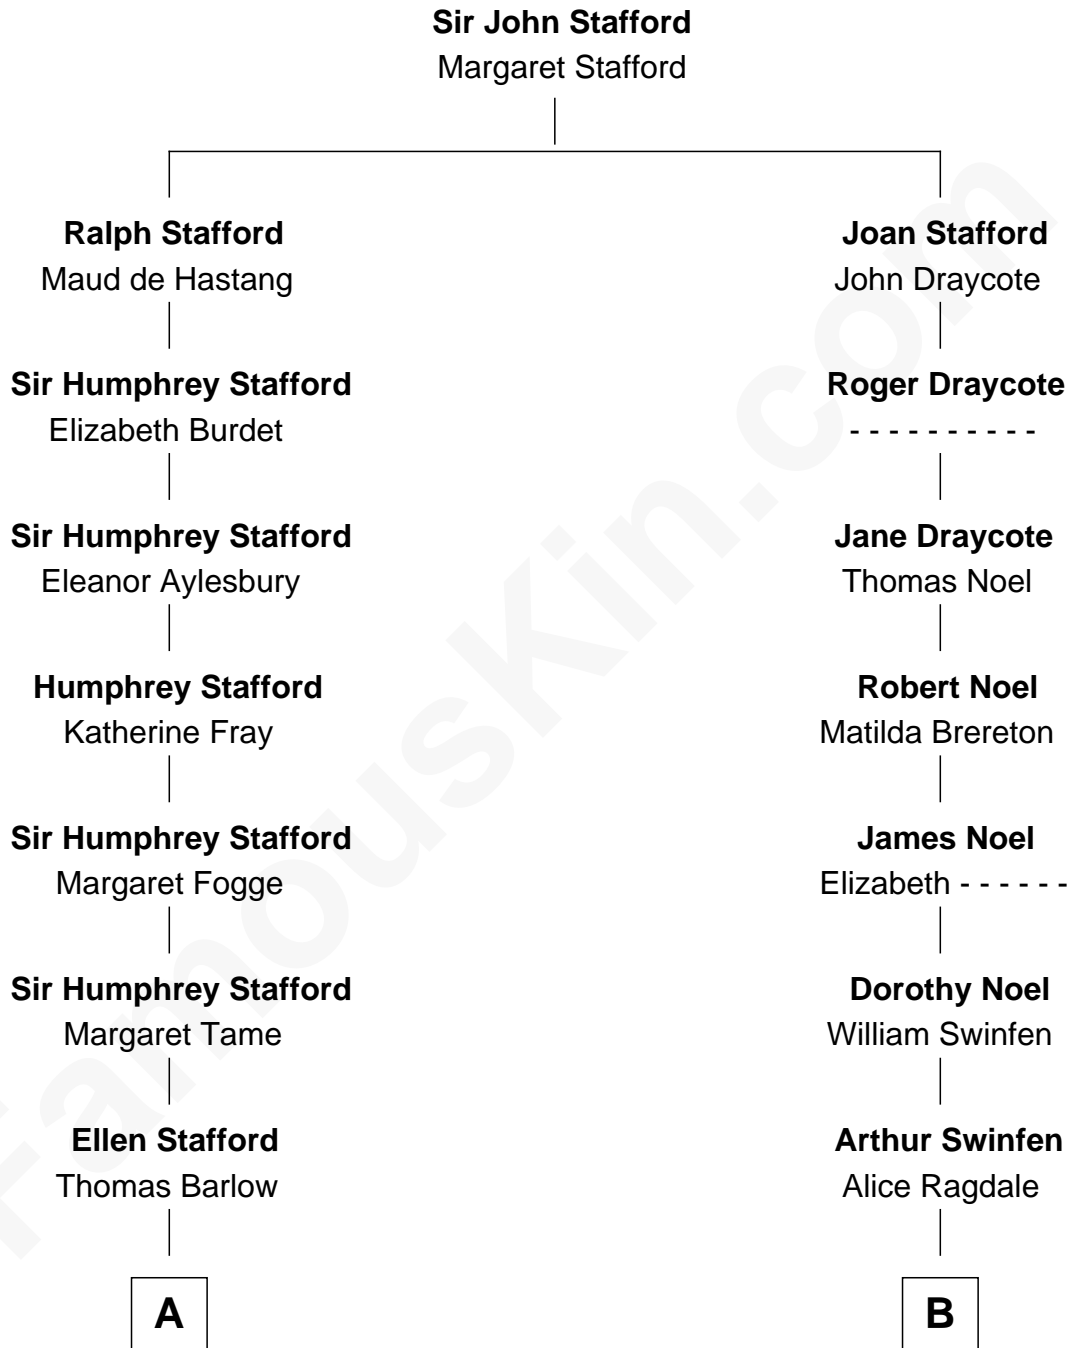 Sir John Stafford
Margaret Stafford
Ralph Stafford
Maud de Hastang
Sir Humphrey Stafford
Elizabeth Burdet
Sir Humphrey Stafford
Eleanor Aylesbury
Humphrey Stafford
Katherine Fray
Sir Humphrey Stafford
Margaret Fogge
Sir Humphrey Stafford
Margaret Tame
Ellen Stafford
Thomas Barlow
A
Joan Stafford
John Draycote
Roger Draycote
- - - - - - - - - -
Jane Draycote
Thomas Noel
Robert Noel
Matilda Brereton
James Noel
Elizabeth - - - - - -
Dorothy Noel
William Swinfen
Arthur Swinfen
Alice Ragdale
B
FamousKin.com